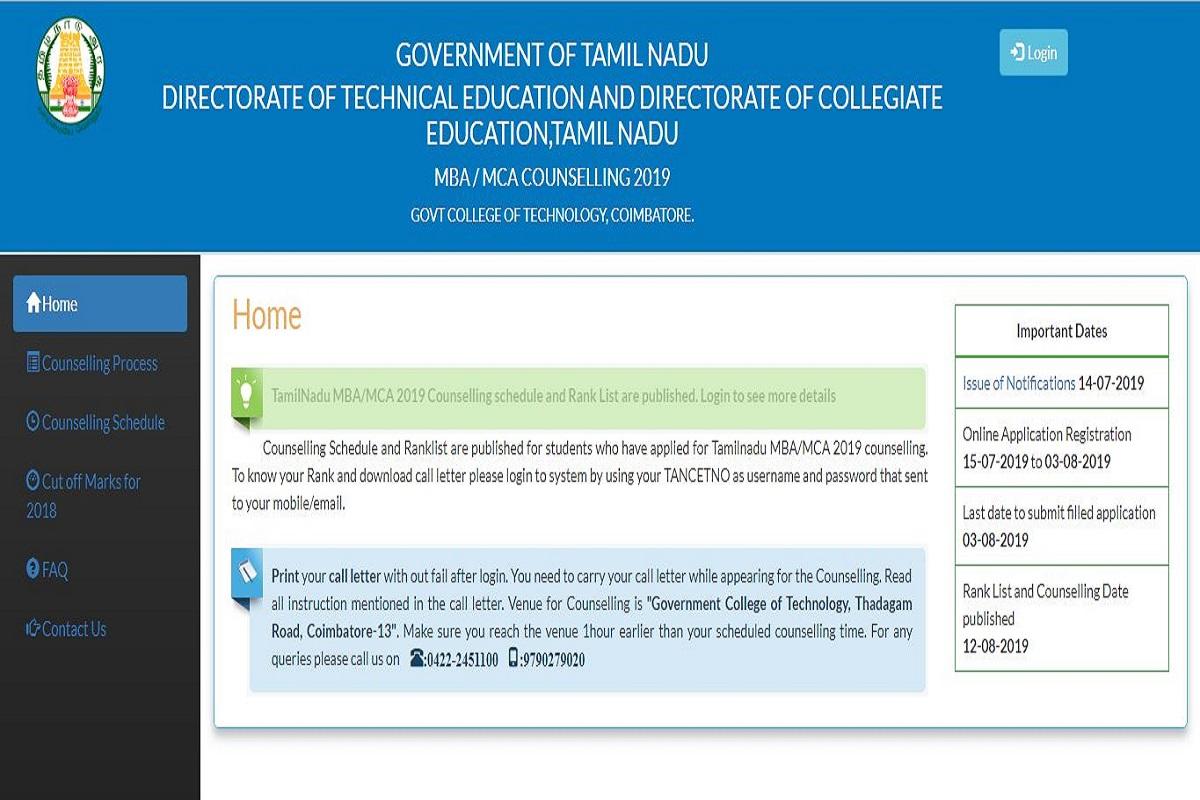 GOVERNMENT OF TAMIL NADU
Login
DIRECTORATE OF TECHNICAL EDUCATION AND DIRECTORATE OF COLLEGIATE
EDUCATION,TAMIL NADU
MBA / MCA COUNSELLING 2019
GOVT COLLEGE OF TECHNOLOGY, COIMBATORE.
Home
Counselling Process
Counselling Schedule
Cut off Marks for
2018
FAQ
Contact Us
Home
TamilNadu MBA/MCA 2019 Counselling schedule and Rank List are published. Login to see more details
Counselling Schedule and Ranklist are published for students who have applied for Tamilnadu MBA/MCA 2019 counselling.
To know your Rank and download call letter please login to system by using your TANCETNO as username and password that sent
to your mobile/email.
Print your call letter with out fail after login. You need to carry your call letter while appearing for the Counselling. Read
all instruction mentioned in the call letter. Venue for Counselling is "Government College of Technology, Thadagam
Road, Coimbatore-13". Make sure you reach the venue 1hour earlier than your scheduled counselling time. For any
queries please call us on :0422-2451100 :9790279020
Important Dates
Issue of Notifications 14-07-2019
Online Application Registration
15-07-2019 to 03-08-2019
Last date to submit filled application
03-08-2019
Rank List and Counselling Date
published
12-08-2019